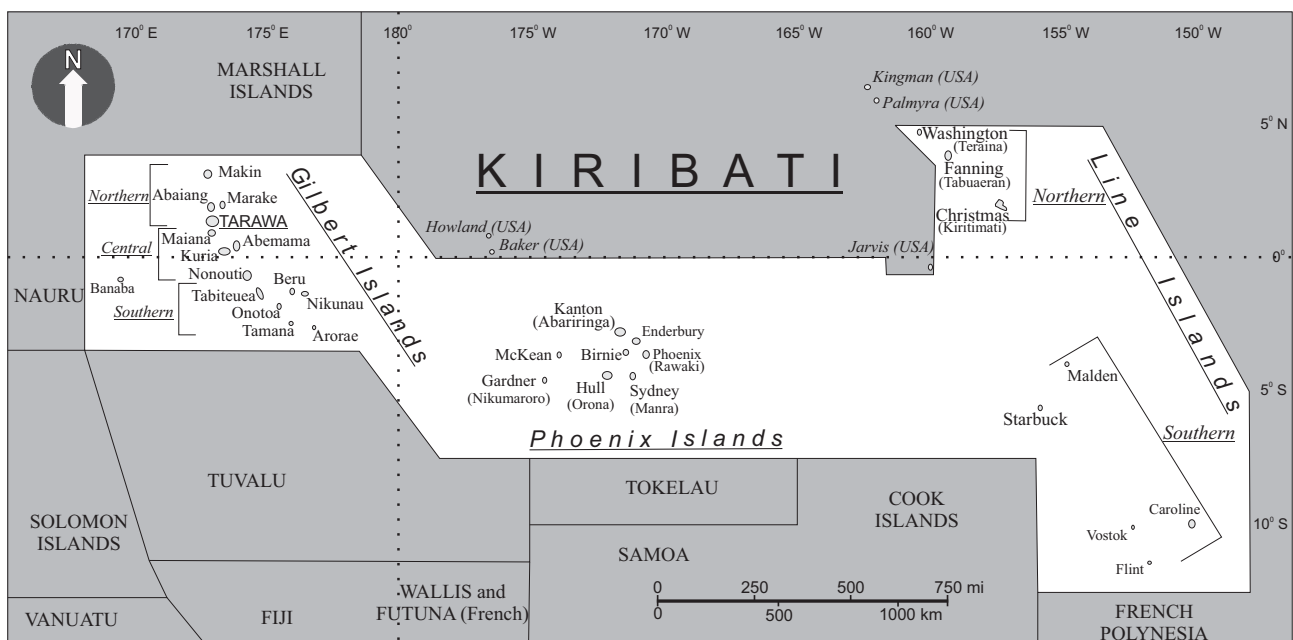 170° E
175° E
180°
175° W
170° W
165° W
160° W
155° W
150° W
N
MARSHALL
ISLANDS
Kingman (USA)
Palmyra (USA)
5° N
KIRIBATI
Washington
(Teraina)
Fanning
(Tabuaeran)
Christmas
(Kiritimati)
Northern
Line Islands
Makin
Northern
Abaiang
Marake
TARAWA
Gilbert Islands
Maiana
Central
Abemama
Kuria
Howland (USA)
Baker (USA)
Jarvis (USA)
0°
Nonouti
Banaba
Beru
NAURU
Tabiteuea
Nikunau
Southern
Onotoa
Tamana
Arorae
Kanton
(Abariringa)
Enderbury
McKean
Birnie
Phoenix
(Rawaki)
Gardner
(Nikumaroro)
Hull
(Orona)
Sydney
(Manra)
Phoenix Islands
Malden
5° S
Starbuck
Southern
TUVALU
TOKELAU
COOK
ISLANDS
Caroline
Vostok
10° S
Flint
SOLOMON
ISLANDS
SAMOA
0 250 500 750 mi
0 500 1000 km
WALLIS and
FUTUNA (French)
VANUATU
FIJI
FRENCH
POLYNESIA